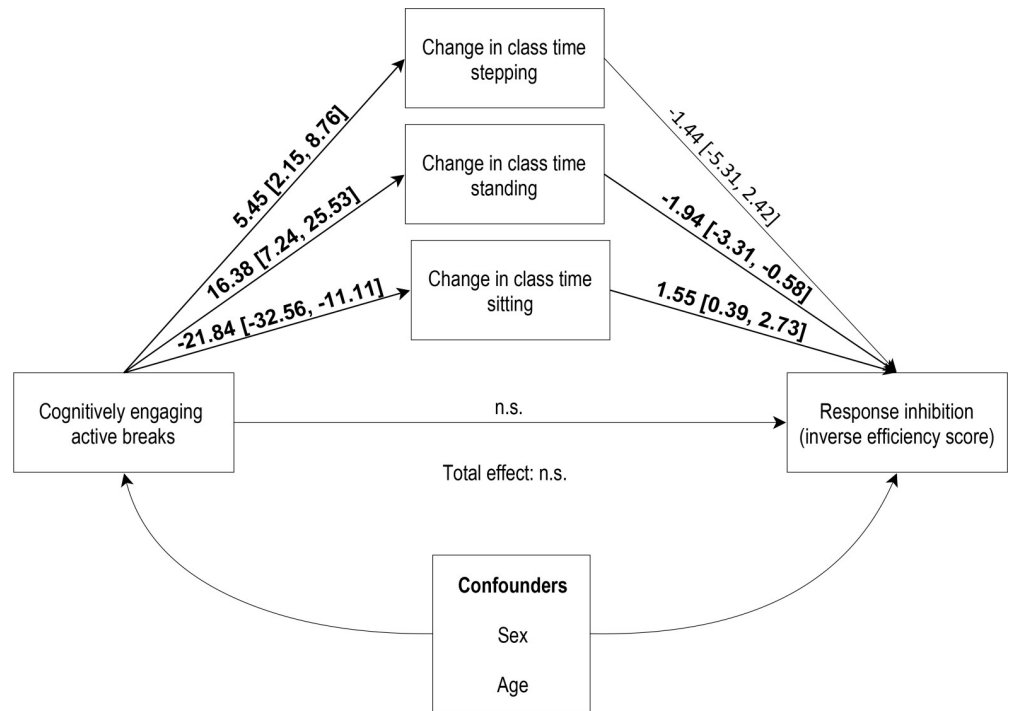 Change in class time
stepping
5.45 [2.15, 8.76]
-1.44 [-5.31, 2.42]
Change in class time
standing
16.38 [7.24, 25.53]
-1.94 [-3.31, -0.58]
Change in class time
sitting
-21.84 [-32.56, -11.11]
1.55 [0.39, 2.73]
Cognitively engaging
active breaks
n.s.
Response inhibition
(inverse efficiency score)
Total effect: n.s.
Confounders
Sex
Age